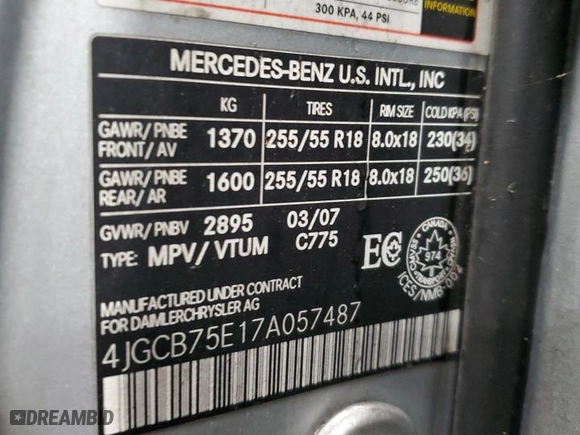 300 KPA, 44 PSI
INFORMATION
MERCEDES-BENZ U.S. INTL., INC
KG TIRES RIM SIZE COLD KPA (PSI)
GAWR/PNBE FRONT/AV 1370 255/55 R18 8.0x18 230(34)
GAWR/PNBE REAR/AR 1600 255/55 R18 8.0x18 250(36)
GVWR/PNBV 2895 03/07
TYPE: MPV/VTUM C775
EC
CANADA
974
CMVSS
TRANSPORT
ICES/NMB-002
MANUFACTURED UNDER CONTRACT
FOR DAIMLERCHRYSLER AG
4JGCB75E17A057487
DREAMBID